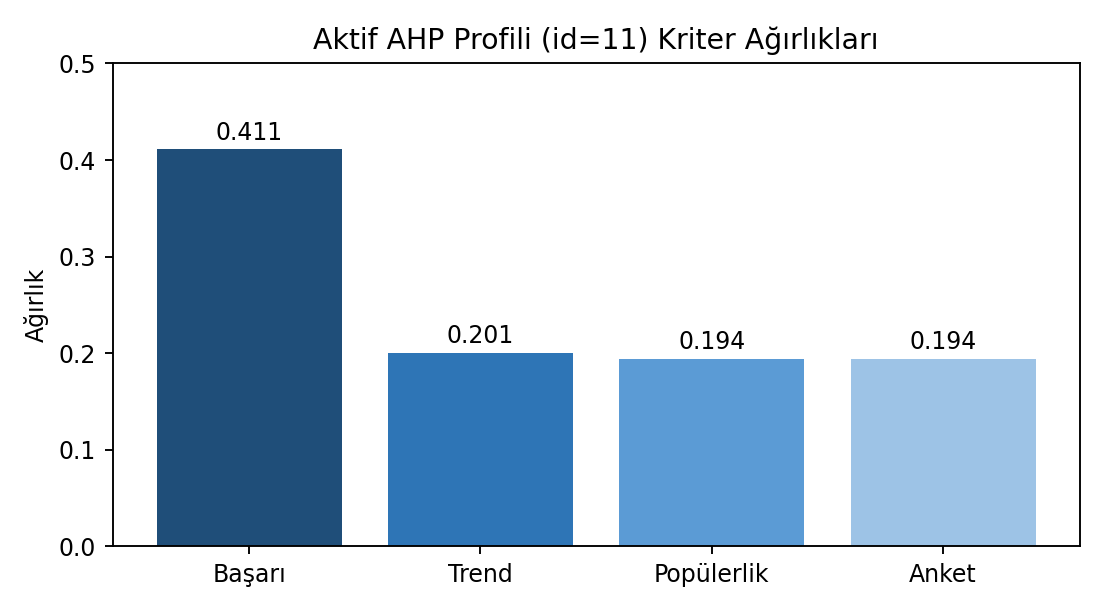 Aktif AHP Profili (id=11) Kriter Ağırlıkları
Ağırlık
0.5
0.4
0.3
0.2
0.1
0.0
0.411
0.201
0.194
0.194
Başarı
Trend
Popülerlik
Anket